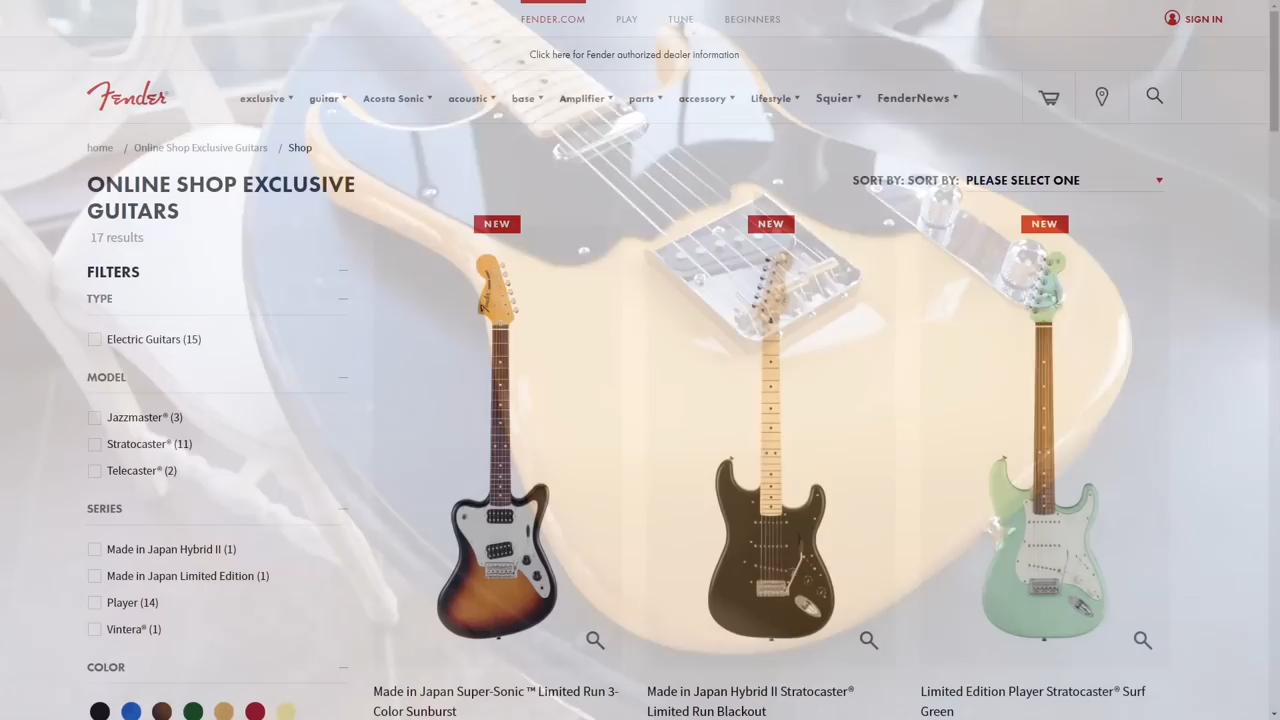 FENDER.COM PLAY TUNE BEGINNERS SIGN IN
Click here for Fender authorized dealer information
Fender
exclusive guitar Acosta Sonic acoustic base Amplifier parts accessory Lifestyle Squier FenderNews
home / Online Shop Exclusive Guitars / Shop
ONLINE SHOP EXCLUSIVE
GUITARS
17 results
SORT BY: SORT BY: PLEASE SELECT ONE
NEW NEW NEW
FILTERS
TYPE
Electric Guitars (15)
MODEL
Jazzmaster® (3)
Stratocaster® (11)
Telecaster® (2)
SERIES
Made in Japan Hybrid II (1)
Made in Japan Limited Edition (1)
Player (14)
Vintera® (1)
COLOR
Fender
Made in Japan Super-Sonic™ Limited Run 3-
Color Sunburst
Made in Japan Hybrid II Stratocaster®
Limited Run Blackout
Limited Edition Player Stratocaster® Surf
Green